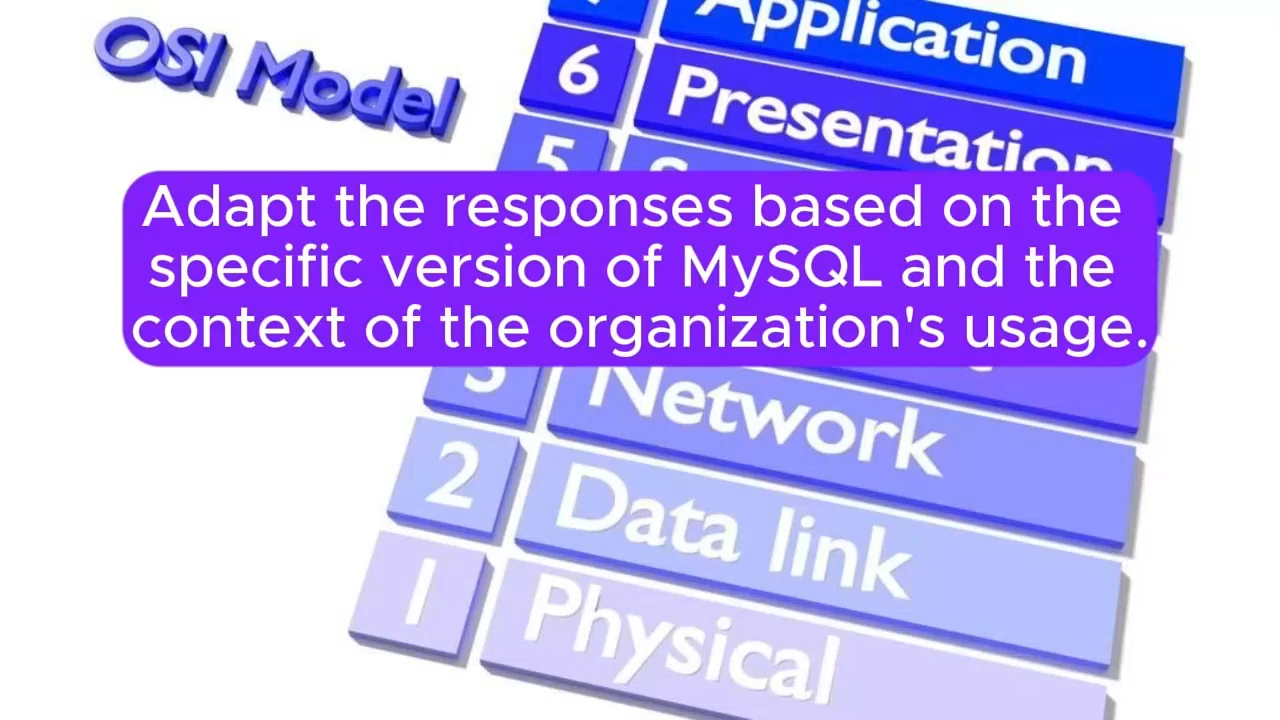 OSI Model
Application
6
Presentation
5
Adapt the responses based on the
specific version of MySQL and the
context of the organization's usage.
3
Network
2
Data link
1
Physical